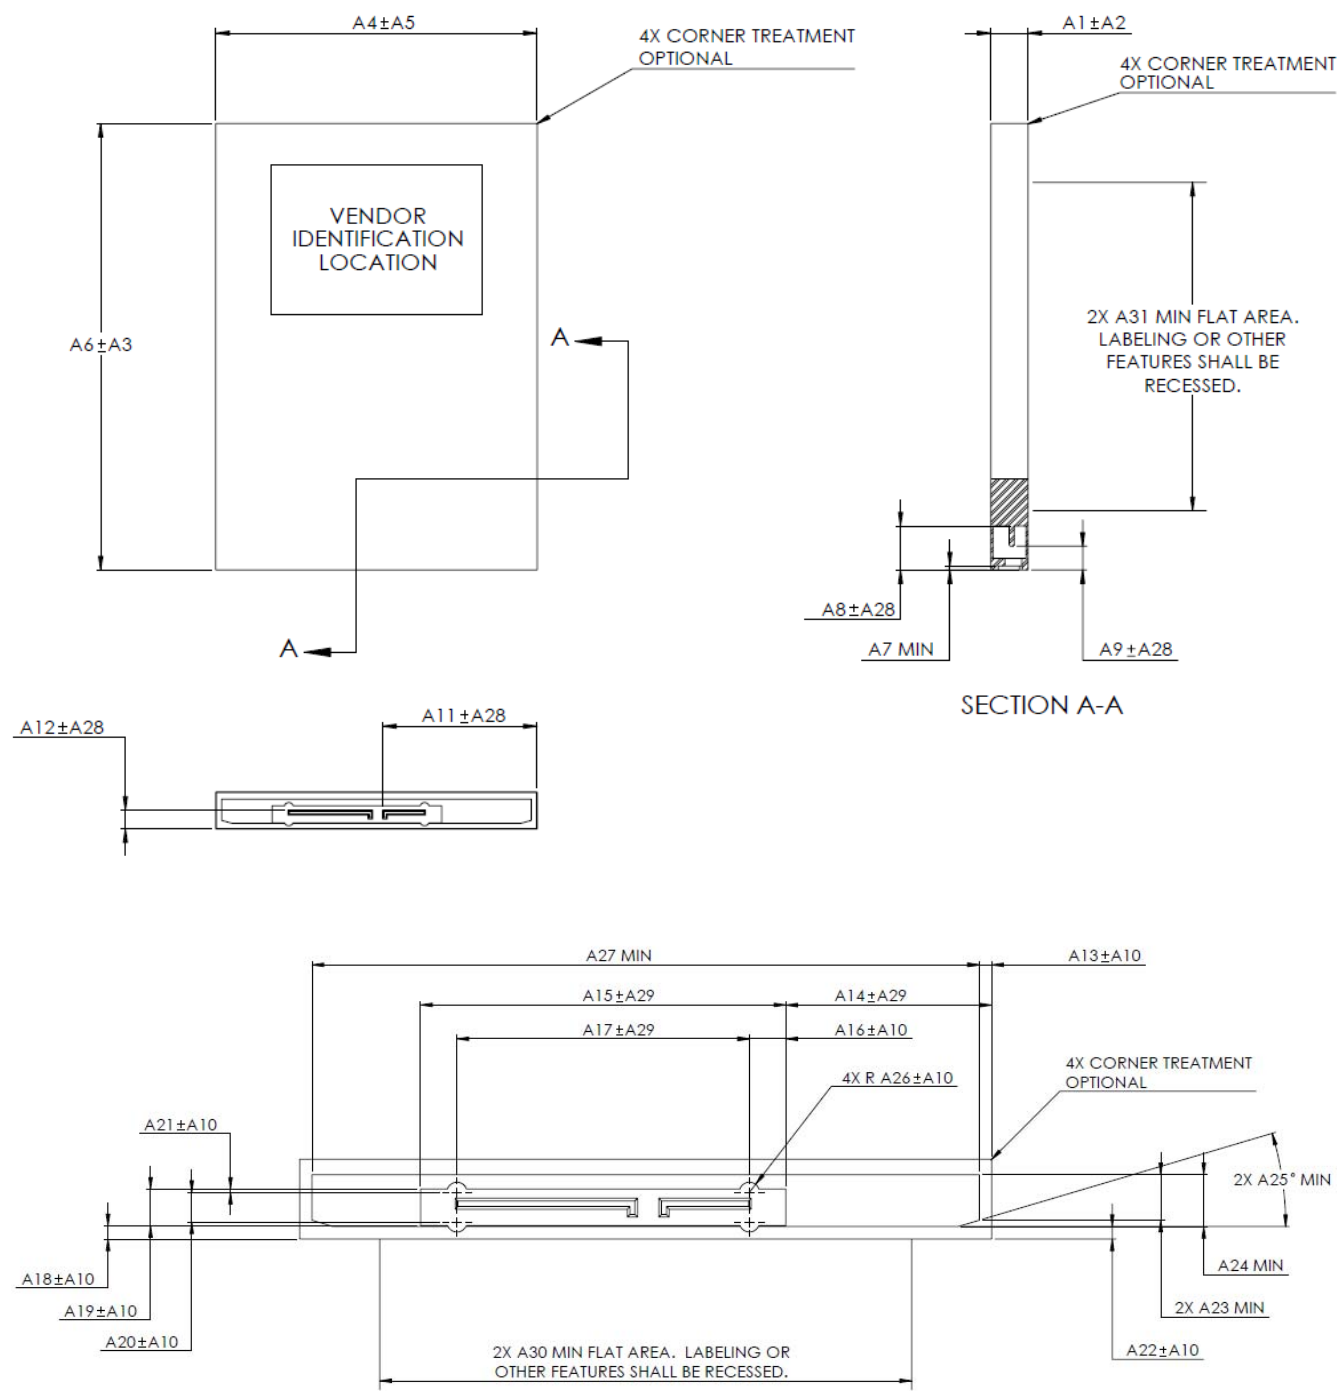 A4±A5
4X CORNER TREATMENT
OPTIONAL
A1±A2
4X CORNER TREATMENT
OPTIONAL
VENDOR
IDENTIFICATION
LOCATION
A6±A3
A
A
2X A31 MIN FLAT AREA.
LABELING OR OTHER
FEATURES SHALL BE
RECESSED.
A8±A28
A7 MIN
A9±A28
SECTION A-A
A12±A28
A11±A28
A27 MIN
A13±A10
A15±A29
A14±A29
A17±A29
A16±A10
4X R A26±A10
4X CORNER TREATMENT
OPTIONAL
A21±A10
2X A25° MIN
A18±A10
A19±A10
A20±A10
A24 MIN
2X A23 MIN
A22±A10
2X A30 MIN FLAT AREA. LABELING OR
OTHER FEATURES SHALL BE RECESSED.